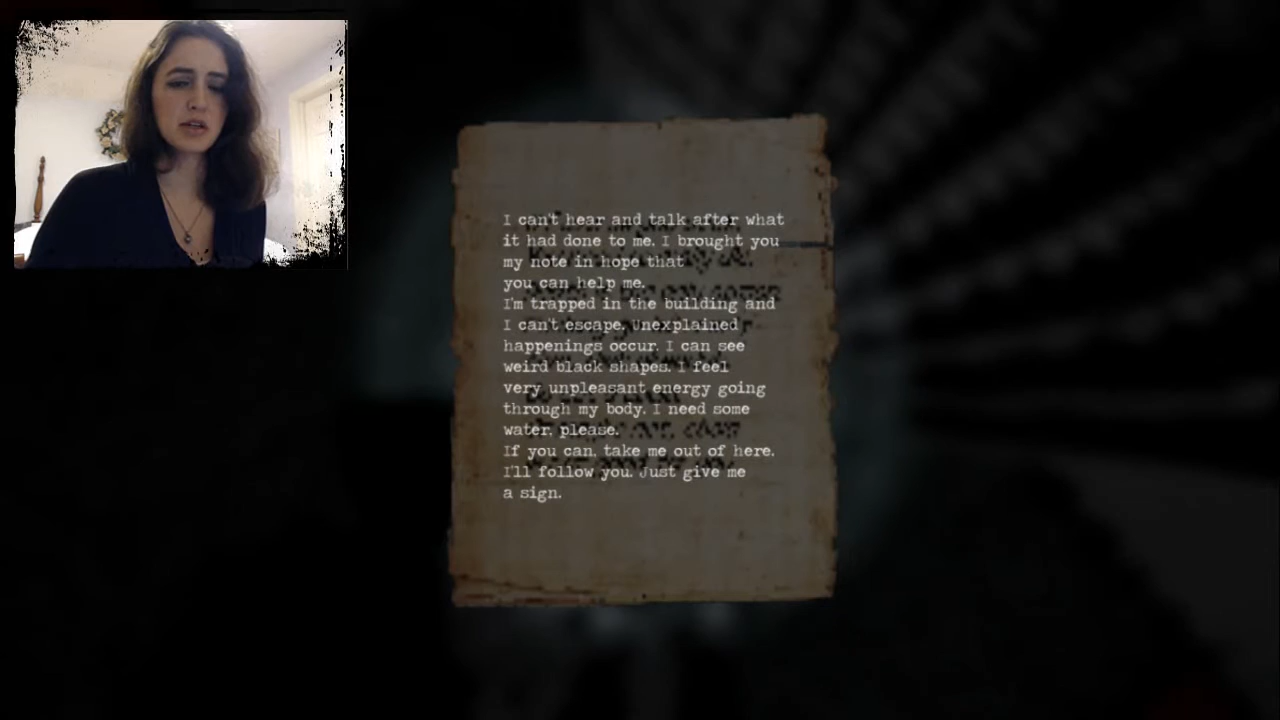 I can't hear and talk after what
it had done to me. I brought you
my note in hope that
you can help me.
I'm trapped in the building and
I can't escape. Unexplained
happenings occur. I can see
weird black shapes. I feel
very unpleasant energy going
through my body. I need some
water, please.
If you can, take me out of here.
I'll follow you. Just give me
a sign.